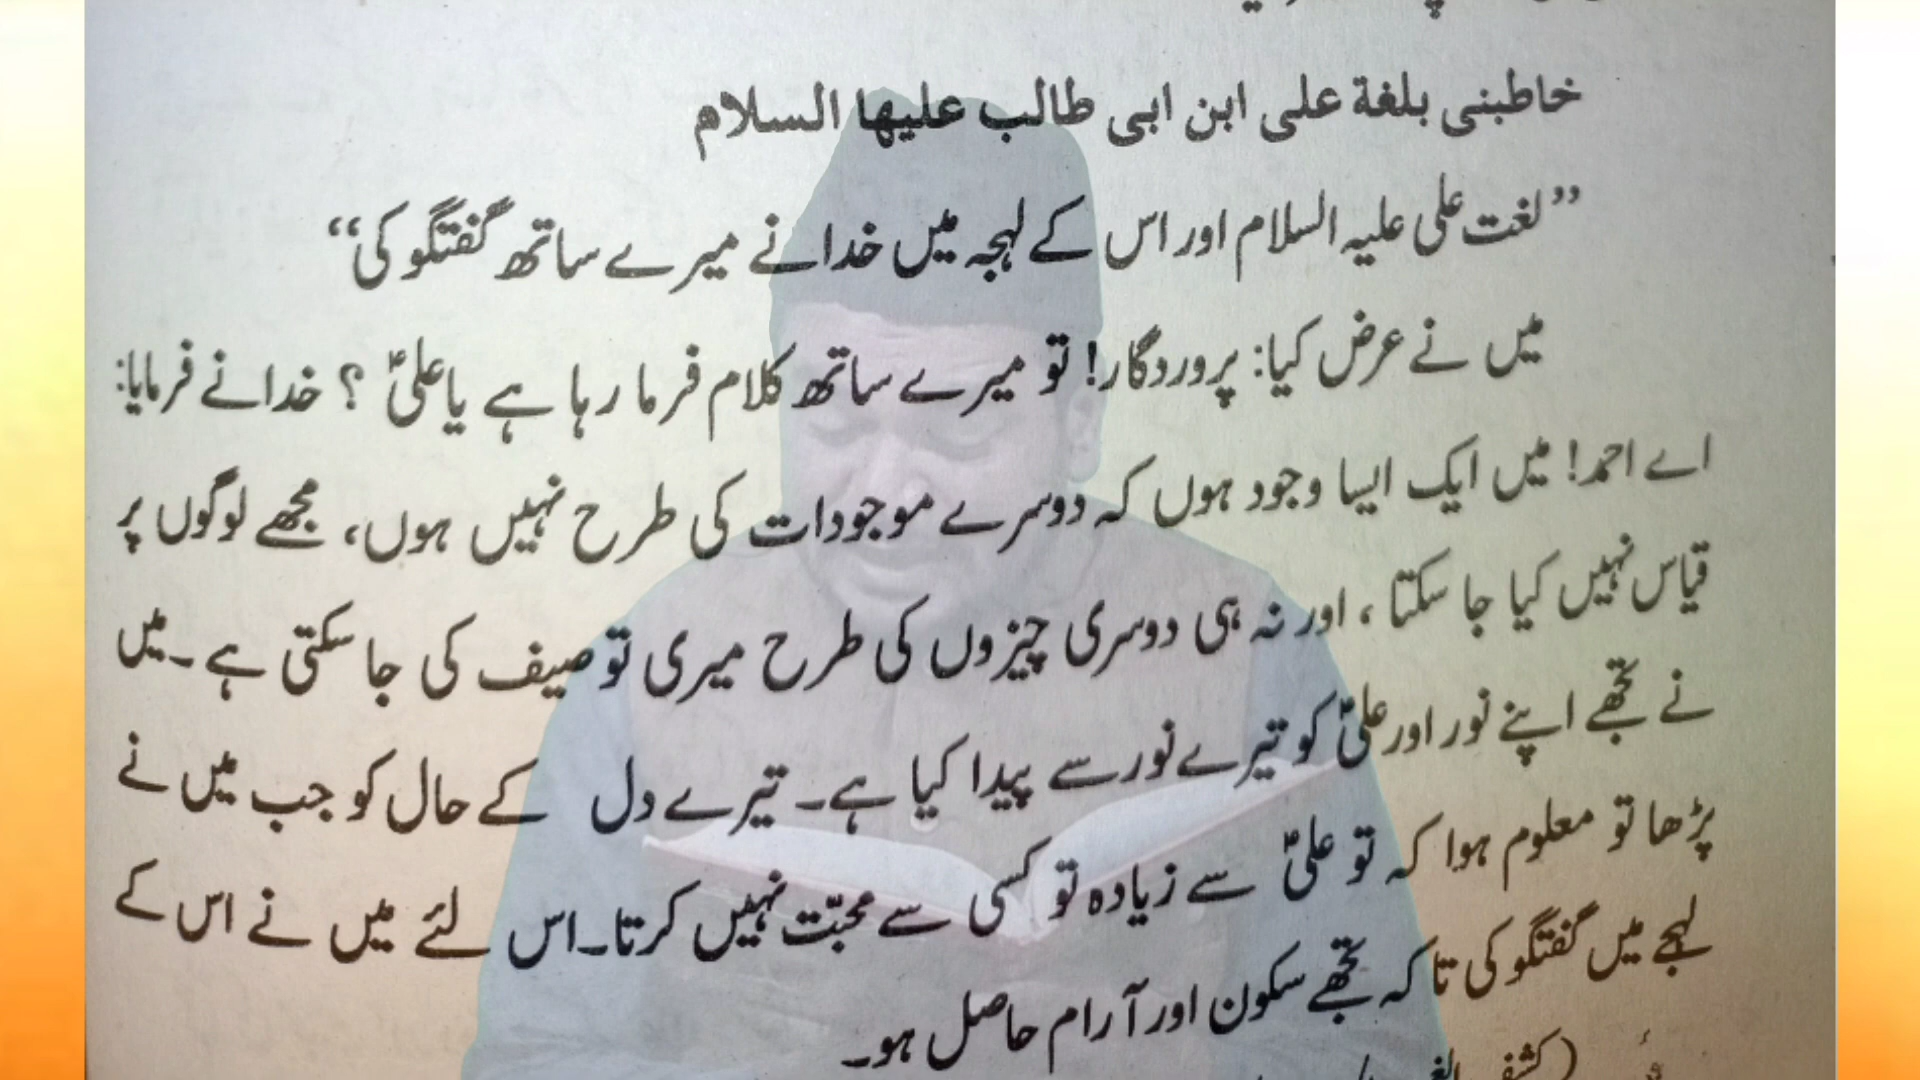 خاطبنی بلغة علی ابن ابی طالب علیها السلام
”لغت علی علیہ السلام اور اس کے لہجہ میں خدا نے میرے ساتھ گفتگو کی“
میں نے عرض کیا: پروردگار! تو میرے ساتھ کلام فرما رہا ہے یا علیؑ ؟ خدا نے فرمایا:
اے احمد! میں ایک ایسا وجود ہوں کہ دوسرے موجودات کی طرح نہیں ہوں، مجھے لوگوں پر
قیاس نہیں کیا جا سکتا، اور نہ ہی دوسری چیزوں کی طرح میری توصیف کی جا سکتی ہے۔ میں
نے تجھے اپنے نور اور علیؑ کو تیرے نور سے پیدا کیا ہے۔ تیرے دل کے حال کو جب میں نے
پڑھا تو معلوم ہوا کہ تو علیؑ سے زیادہ تو کسی سے محبّت نہیں کرتا۔ اس لئے میں نے اس کے
لہجے میں گفتگو کی تا کہ تجھے سکون اور آرام حاصل ہو۔
(کشف